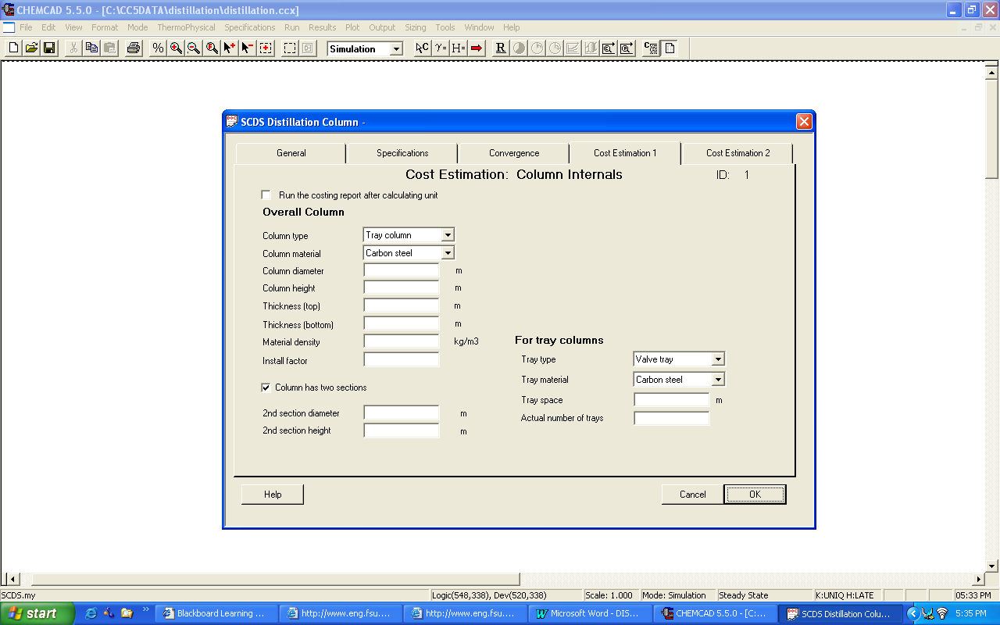 CHEMCAD 5.5.0 - [C:\CC5DATA\distillation\distillation.ccx]
File Edit View Format Mode ThermoPhysical Specifications Run Results Plot Output Sizing Tools Window Help
% Simulation C γ= H= R C
SCDS Distillation Column -
General Specifications Convergence Cost Estimation 1 Cost Estimation 2
Cost Estimation: Column Internals ID: 1
Run the costing report after calculating unit
Overall Column
Column type Tray column
Column material Carbon steel
Column diameter m
Column height m
Thickness (top) m
Thickness (bottom) m
Material density kg/m3
Install factor
Column has two sections
2nd section diameter m
2nd section height m
For tray columns
Tray type Valve tray
Tray material Carbon steel
Tray space m
Actual number of trays
Help Cancel OK
SCDS.my Logic(548,338), Dev(520,338) Scale: 1.000 Mode: Simulation Steady State K:UNIQ H:LATE 05:33 PM
start Blackboard Learning ... http://www.eng.fsu.... http://www.eng.fsu.... Microsoft Word - DIS... CHEMCAD 5.5.0 - [C:... SCDS Distillation Colu... 5:35 PM